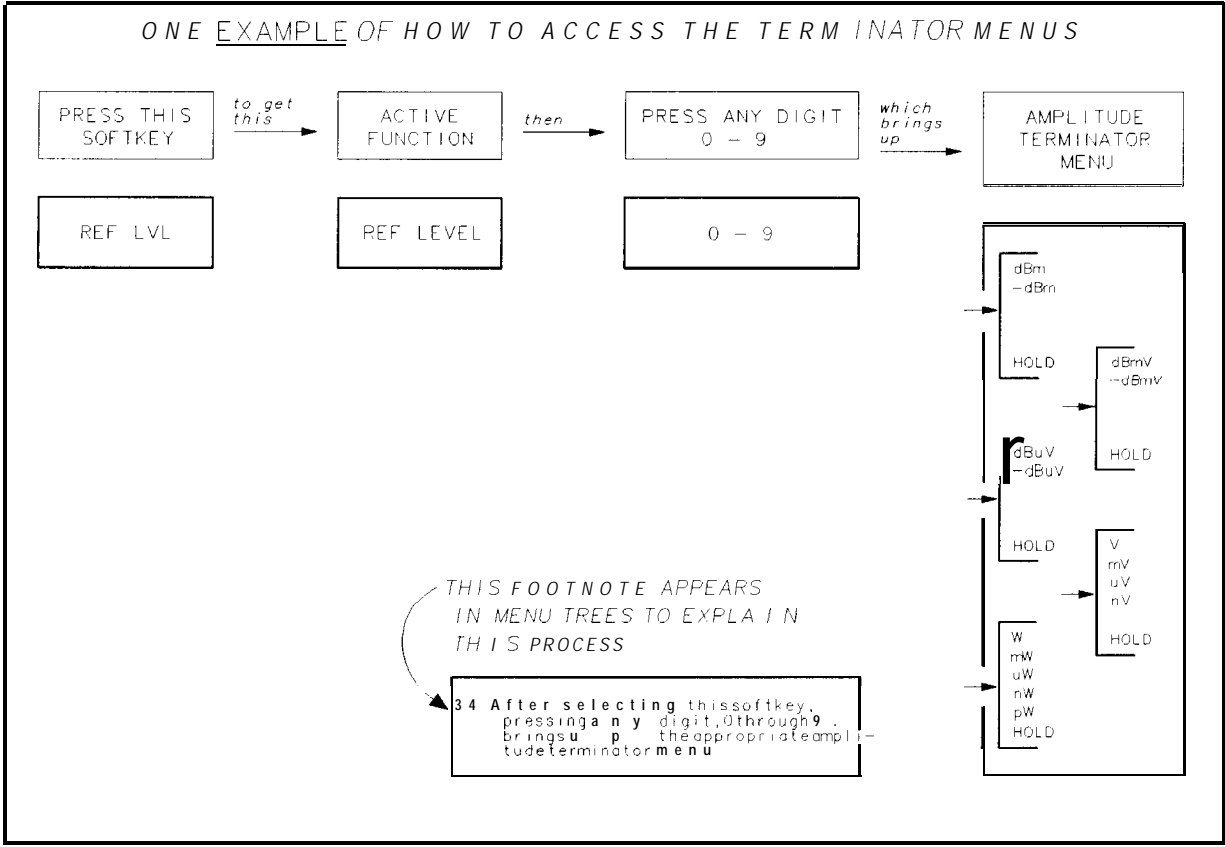 ONE EXAMPLE OF HOW TO ACCESS THE TERMINATOR MENUS
PRESS THIS
SOFTKEY
to get
this
ACTIVE
FUNCTION
then
PRESS ANY DIGIT
0 – 9
which
brings
up
AMPLITUDE
TERMINATOR
MENU
REF LVL
REF LEVEL
0 – 9
dBm
-dBm
HOLD
dBmV
-dBmV
HOLD
dBuV
-dBuV
HOLD
V
mV
uV
nV
HOLD
W
mW
uW
nW
pW
HOLD
THIS FOOTNOTE APPEARS
IN MENU TREES TO EXPLAIN
THIS PROCESS
34 After selecting this softkey,
pressing any digit, 0 through 9.
brings up the appropriate ampli-
tude terminator menu